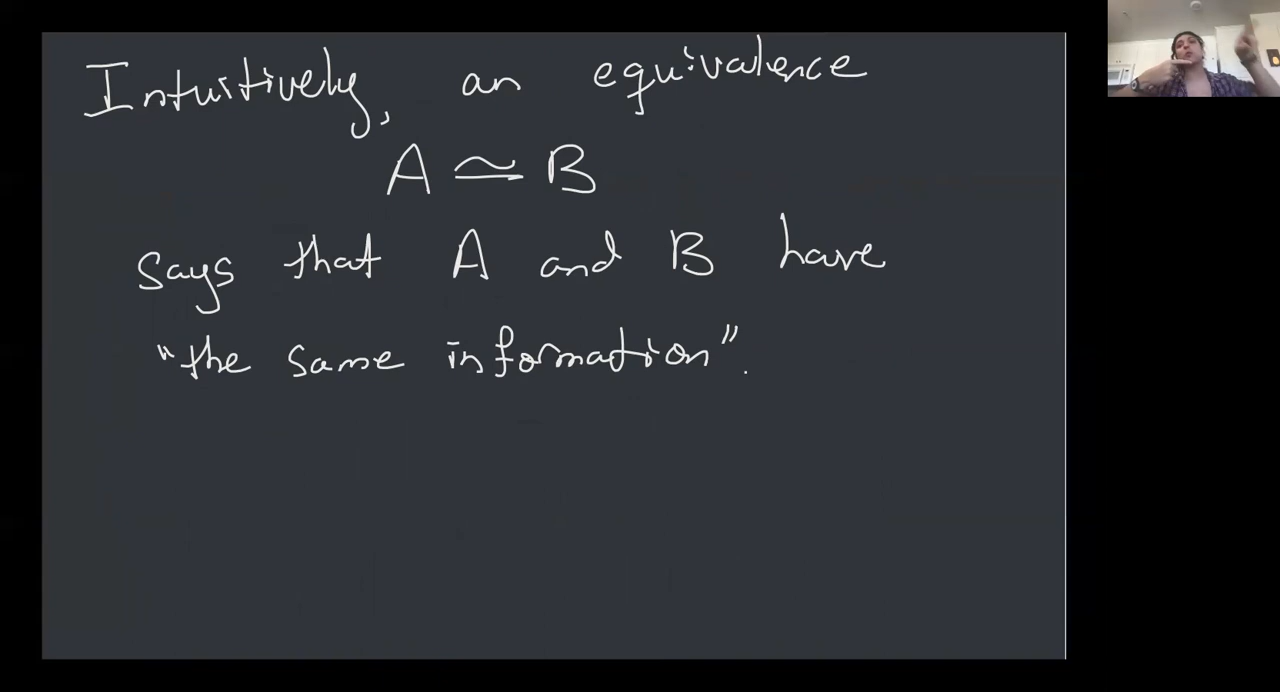 Intuitively, an equivalence
A ≃ B
says that A and B have
"the same information".